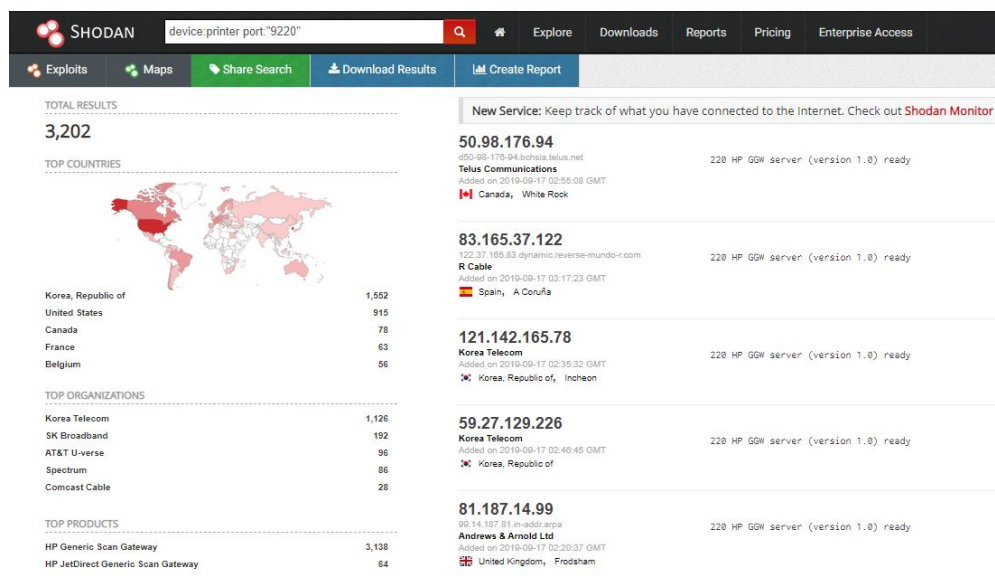 SHODAN
device:printer port:"9220"
Explore
Downloads
Reports
Pricing
Enterprise Access
Exploits
Maps
Share Search
Download Results
Create Report
TOTAL RESULTS
3,202
TOP COUNTRIES
Korea, Republic of 1,552
United States 915
Canada 78
France 63
Belgium 56
TOP ORGANIZATIONS
Korea Telecom 1,126
SK Broadband 192
AT&T U-verse 96
Spectrum 86
Comcast Cable 28
TOP PRODUCTS
HP Generic Scan Gateway 3,138
HP JetDirect Generic Scan Gateway 64
New Service: Keep track of what you have connected to the Internet. Check out Shodan Monitor
50.98.176.94
d50-98-176-94.bchsia.telus.net
Telus Communications
Added on 2019-09-17 02:55:08 GMT
Canada, White Rock
220 HP GGW server (version 1.0) ready
83.165.37.122
122.37.165.83.dynamic.reverse-mundo-r.com
R Cable
Added on 2019-09-17 03:17:23 GMT
Spain, A Coruña
220 HP GGW server (version 1.0) ready
121.142.165.78
Korea Telecom
Added on 2019-09-17 02:35:32 GMT
Korea, Republic of, Incheon
220 HP GGW server (version 1.0) ready
59.27.129.226
Korea Telecom
Added on 2019-09-17 02:46:45 GMT
Korea, Republic of
220 HP GGW server (version 1.0) ready
81.187.14.99
99.14.187.81.in-addr.arpa
Andrews & Arnold Ltd
Added on 2019-09-17 02:20:37 GMT
United Kingdom, Frodsham
220 HP GGW server (version 1.0) ready